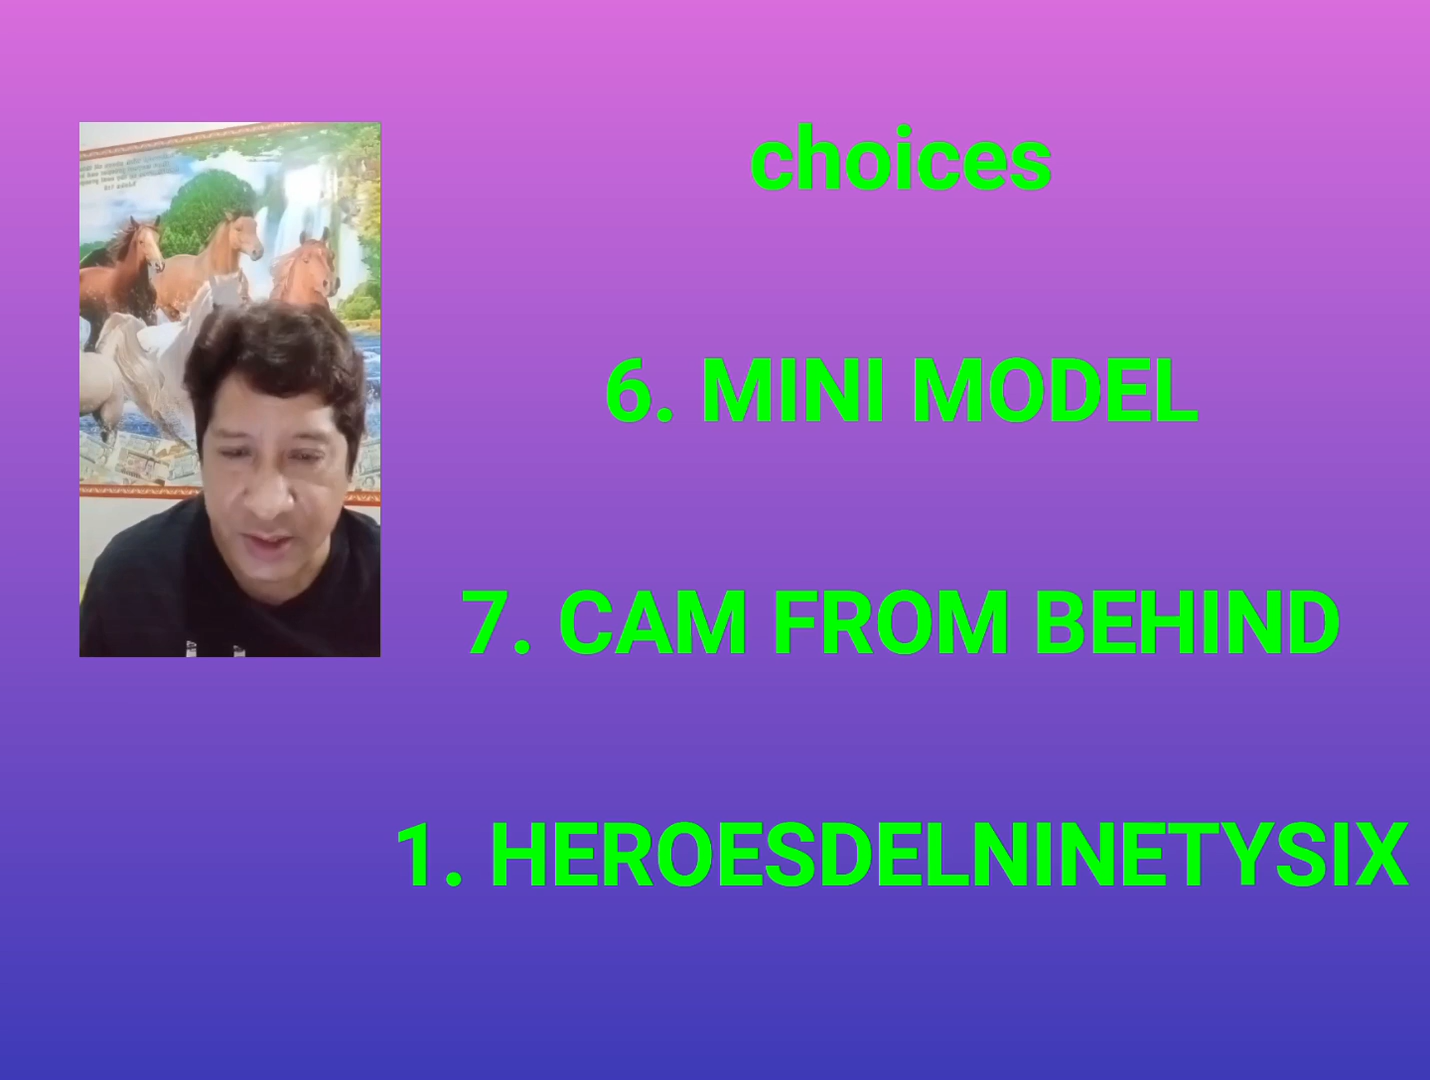 choices
6. MINI MODEL
7. CAM FROM BEHIND
1. HEROESDELNINETYSIX